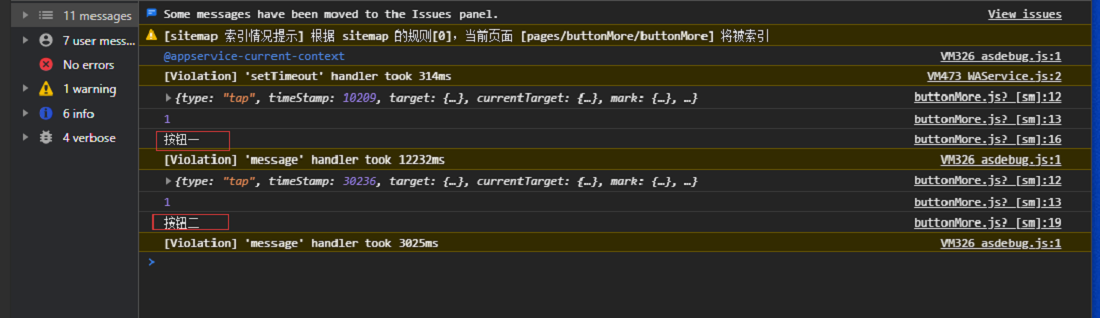 11 messages
7 user mess...
No errors
1 warning
6 info
4 verbose
Some messages have been moved to the Issues panel. View issues
[sitemap 索引情况提示] 根据 sitemap 的规则[0]，当前页面 [pages/buttonMore/buttonMore] 将被索引
@appservice-current-context VM326 asdebug.js:1
[Violation] 'setTimeout' handler took 314ms VM473 WAService.js:2
{type: "tap", timeStamp: 10209, target: {…}, currentTarget: {…}, mark: {…}, …} buttonMore.js? [sm]:12
1 buttonMore.js? [sm]:13
按钮一 buttonMore.js? [sm]:16
[Violation] 'message' handler took 12232ms VM326 asdebug.js:1
{type: "tap", timeStamp: 30236, target: {…}, currentTarget: {…}, mark: {…}, …} buttonMore.js? [sm]:12
1 buttonMore.js? [sm]:13
按钮二 buttonMore.js? [sm]:19
[Violation] 'message' handler took 3025ms VM326 asdebug.js:1
>